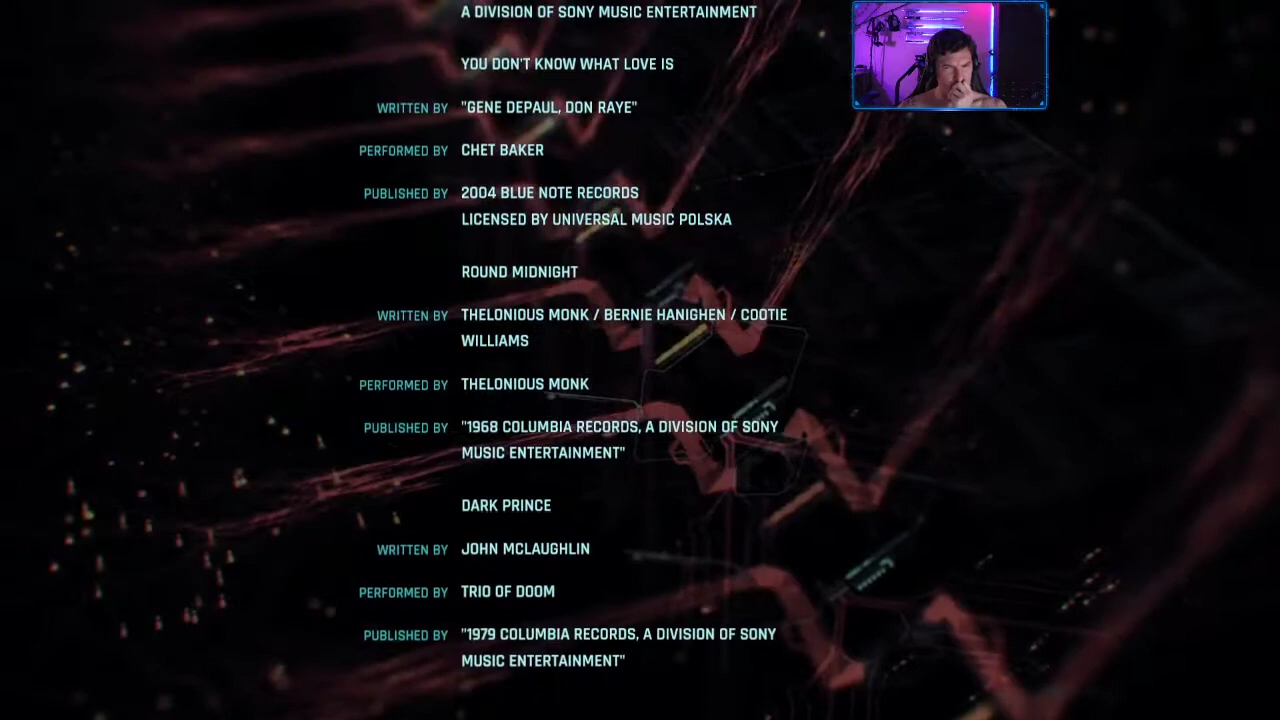 A DIVISION OF SONY MUSIC ENTERTAINMENT
YOU DON'T KNOW WHAT LOVE IS
WRITTEN BY "GENE DEPAUL, DON RAYE"
PERFORMED BY CHET BAKER
PUBLISHED BY 2004 BLUE NOTE RECORDS
LICENSED BY UNIVERSAL MUSIC POLSKA
ROUND MIDNIGHT
WRITTEN BY THELONIOUS MONK / BERNIE HANIGHEN / COOTIE
WILLIAMS
PERFORMED BY THELONIOUS MONK
PUBLISHED BY "1968 COLUMBIA RECORDS, A DIVISION OF SONY
MUSIC ENTERTAINMENT"
DARK PRINCE
WRITTEN BY JOHN MCLAUGHLIN
PERFORMED BY TRIO OF DOOM
PUBLISHED BY "1979 COLUMBIA RECORDS, A DIVISION OF SONY
MUSIC ENTERTAINMENT"